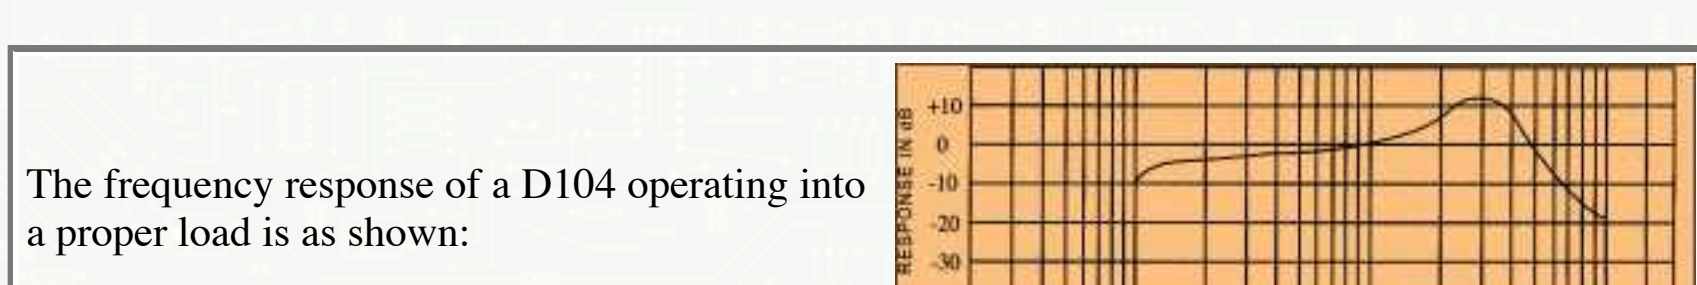 The frequency response of a D104 operating into
a proper load is as shown:
RESPONSE IN dB
+10
0
-10
-20
-30